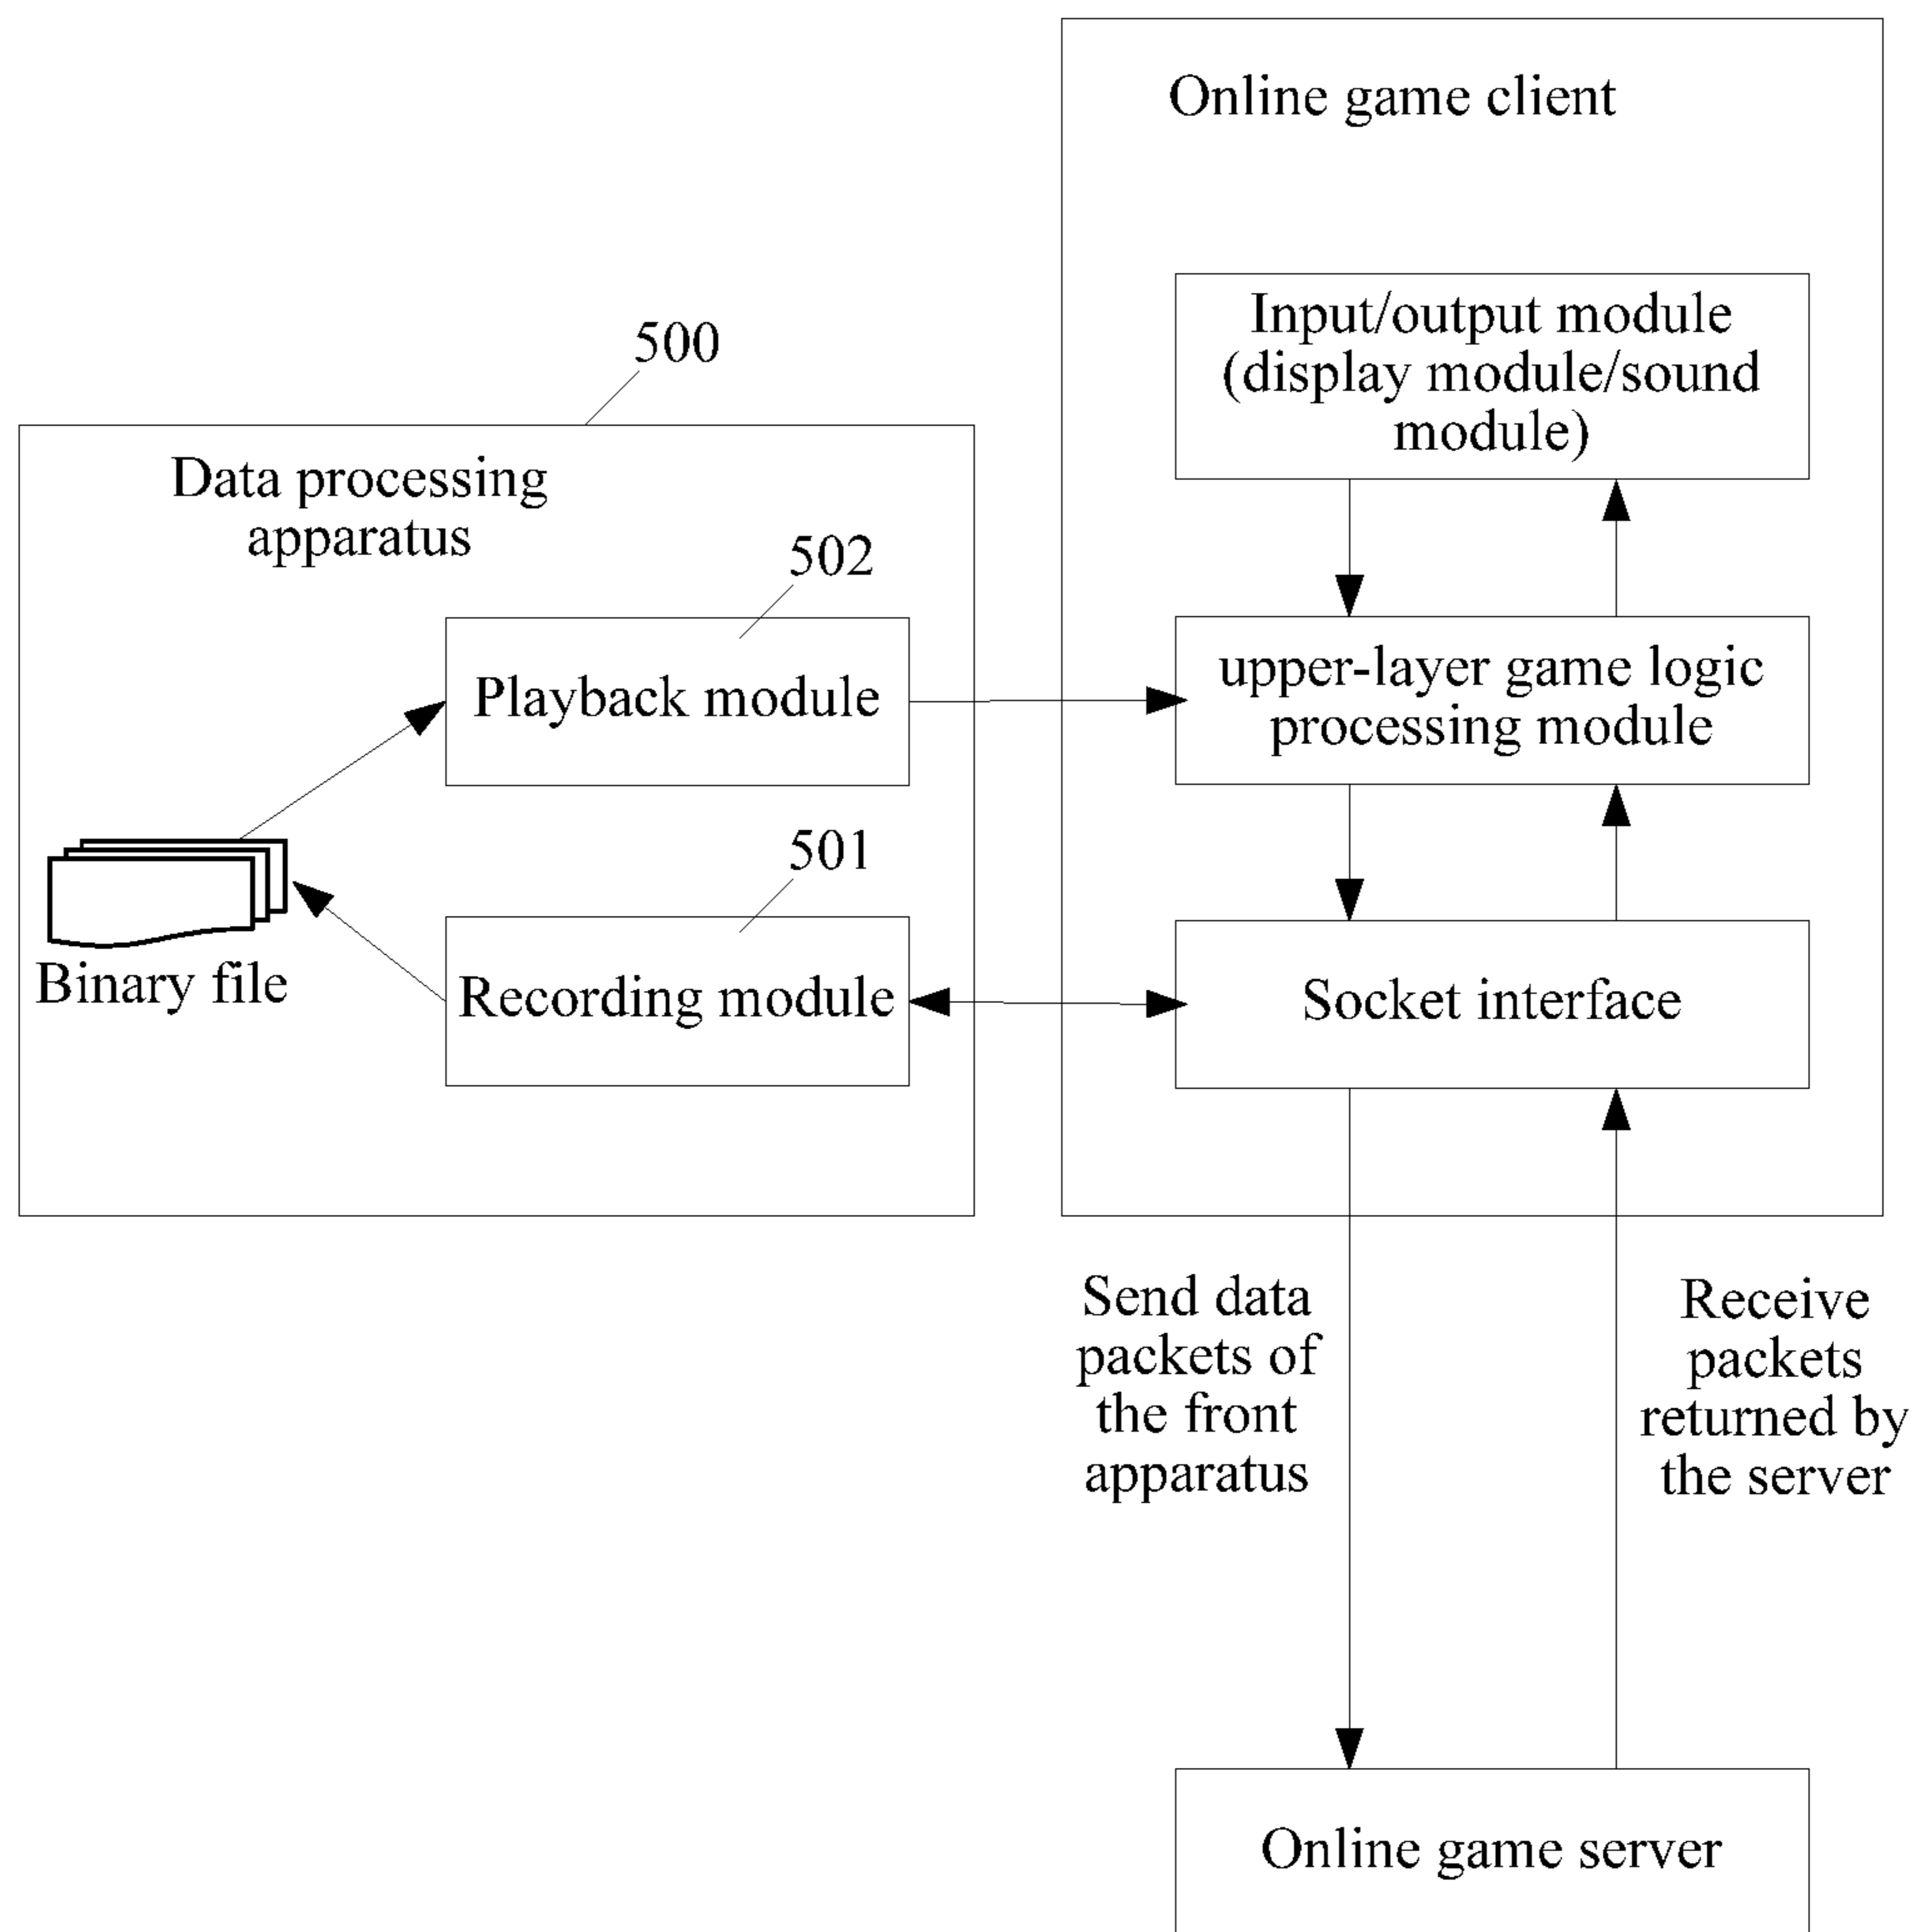 Online game client
Input/output module
(display module/sound
module)
500
Data processing
apparatus
502
Playback module
upper-layer game logic
processing module
501
Binary file
Recording module
Socket interface
Send data
packets of
the front
apparatus
Receive
packets
returned by
the server
Online game server